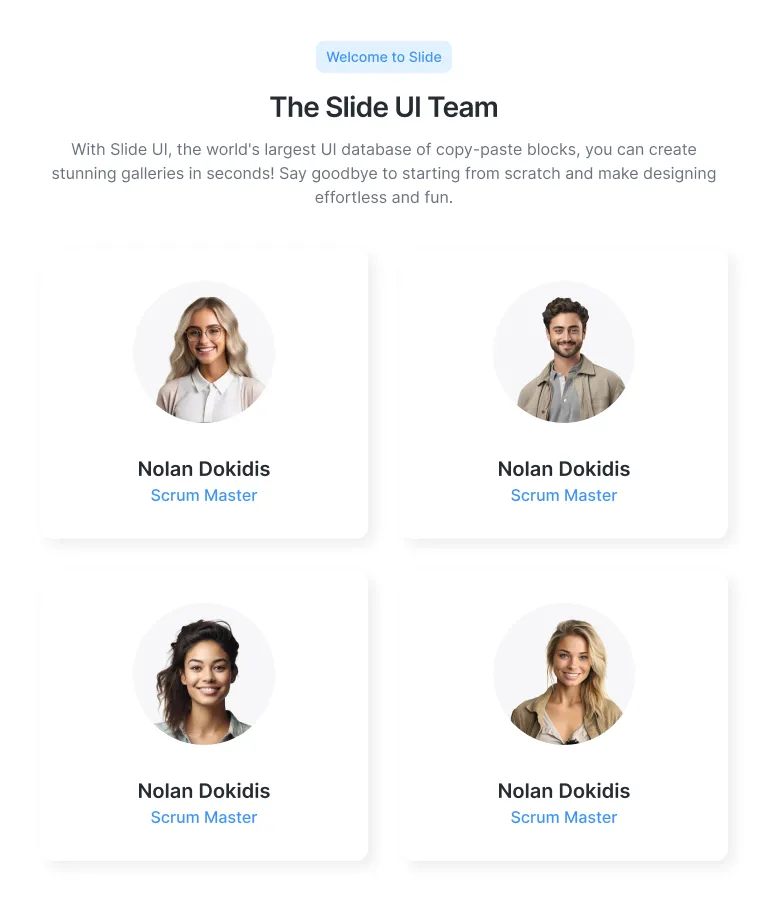 Welcome to Slide
The Slide UI Team
With Slide UI, the world's largest UI database of copy-paste blocks, you can create
stunning galleries in seconds! Say goodbye to starting from scratch and make designing
effortless and fun.
Nolan Dokidis
Scrum Master
Nolan Dokidis
Scrum Master
Nolan Dokidis
Scrum Master
Nolan Dokidis
Scrum Master